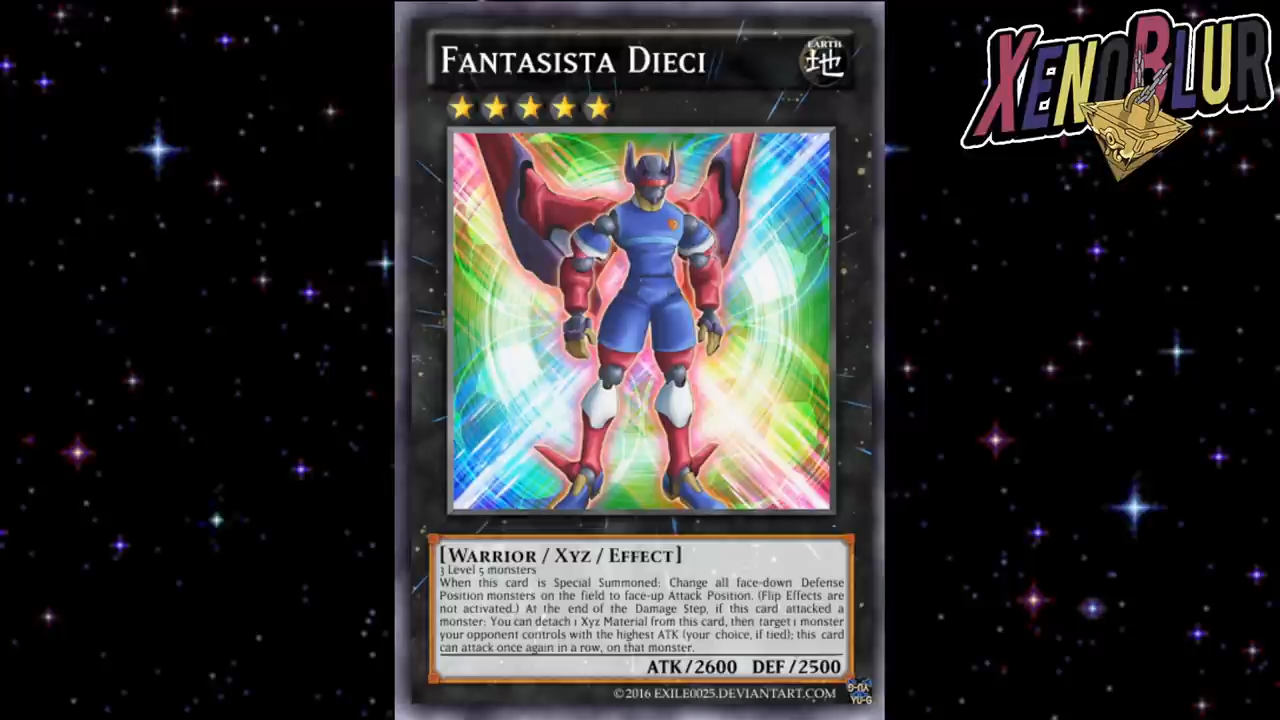 XENOBLUR
FANTASISTA DIECI
EARTH
地
[WARRIOR / XYZ / EFFECT]
3 Level 5 monsters
When this card is Special Summoned: Change all face-down Defense
Position monsters on the field to face-up Attack Position. (Flip Effects are
not activated.) At the end of the Damage Step, if this card attacked a
monster: You can detach 1 Xyz Material from this card, then target 1 monster
your opponent controls with the highest ATK (your choice, if tied); this card
can attack once again in a row, on that monster.
ATK/2600 DEF/2500
©2016 EXILE0025.DEVIANTART.COM